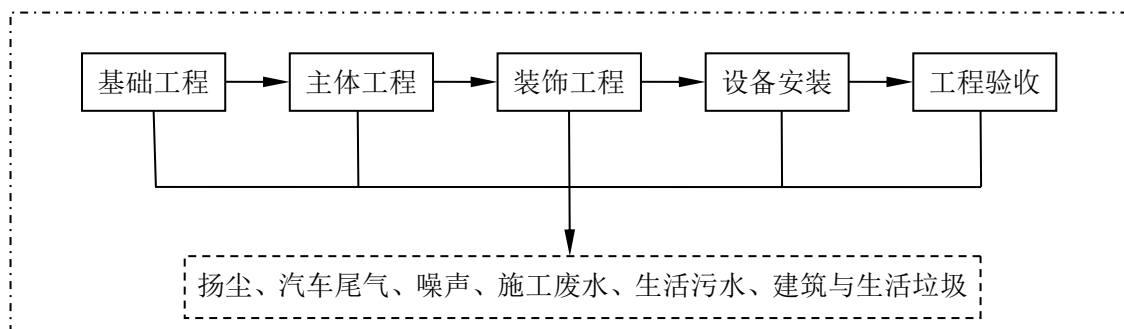 基础工程
主体工程
装饰工程
设备安装
工程验收
扬尘、汽车尾气、噪声、施工废水、生活污水、建筑与生活垃圾